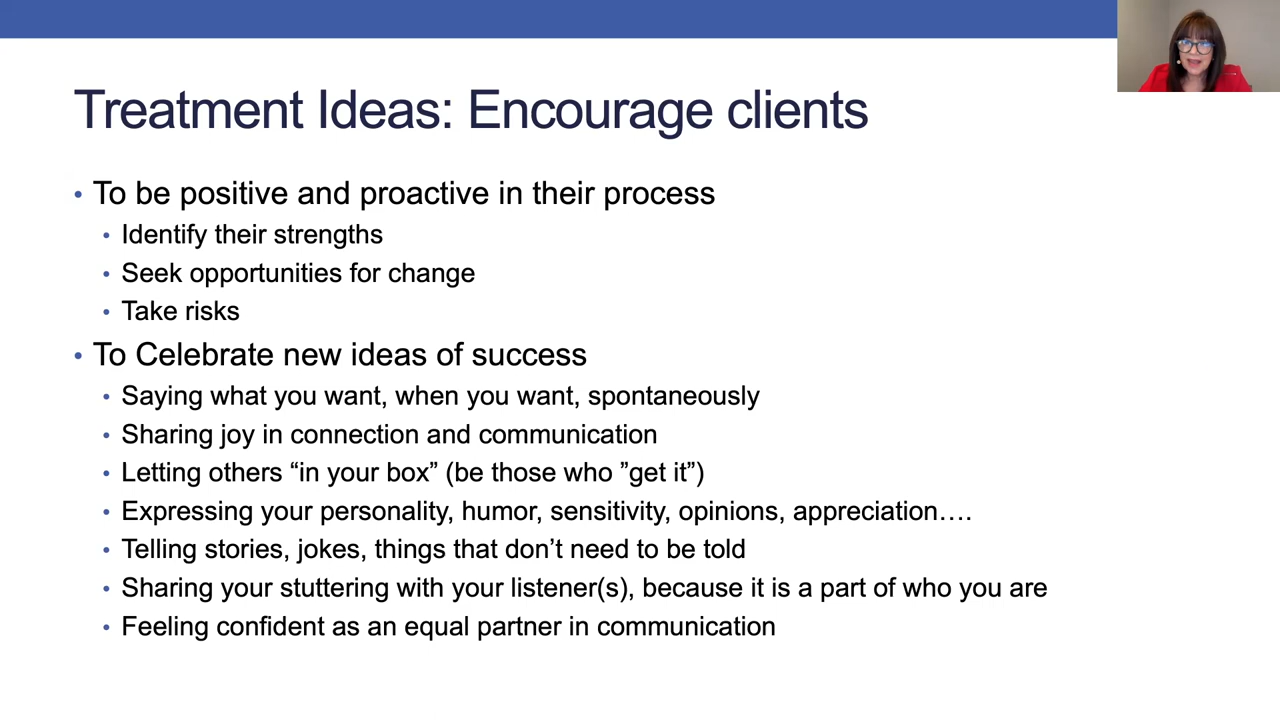 Treatment Ideas: Encourage clients
• To be positive and proactive in their process
• Identify their strengths
• Seek opportunities for change
• Take risks
• To Celebrate new ideas of success
• Saying what you want, when you want, spontaneously
• Sharing joy in connection and communication
• Letting others “in your box” (be those who ”get it”)
• Expressing your personality, humor, sensitivity, opinions, appreciation….
• Telling stories, jokes, things that don’t need to be told
• Sharing your stuttering with your listener(s), because it is a part of who you are
• Feeling confident as an equal partner in communication